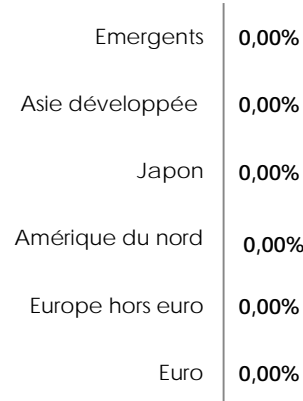 Emergents 0,00%
Asie développée 0,00%
Japon 0,00%
Amérique du nord 0,00%
Europe hors euro 0,00%
Euro 0,00%